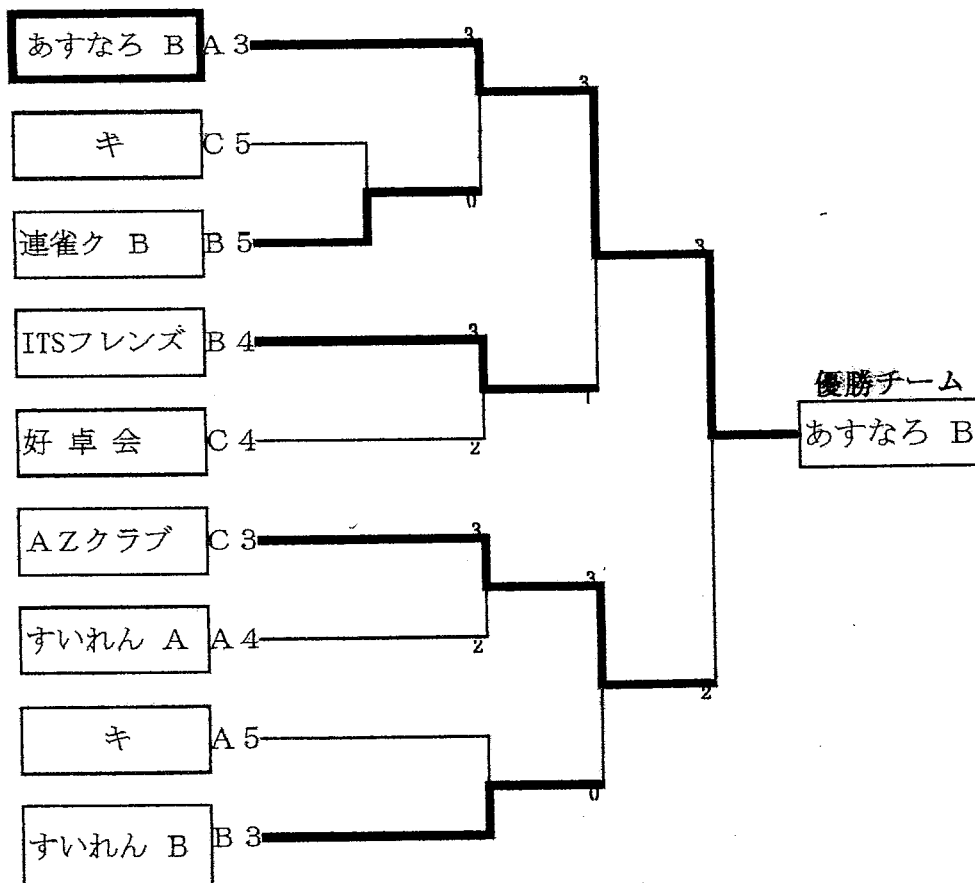 あすなろ B A 3
キ C 5
連雀ク B B 5
ITSフレンズ B 4
好 卓 会 C 4
AZクラブ C 3
すいれん A A 4
キ A 5
すいれん B B 3
3
0
3
2
3
2
3
1
3
0
3
2
優勝チーム
あすなろ B